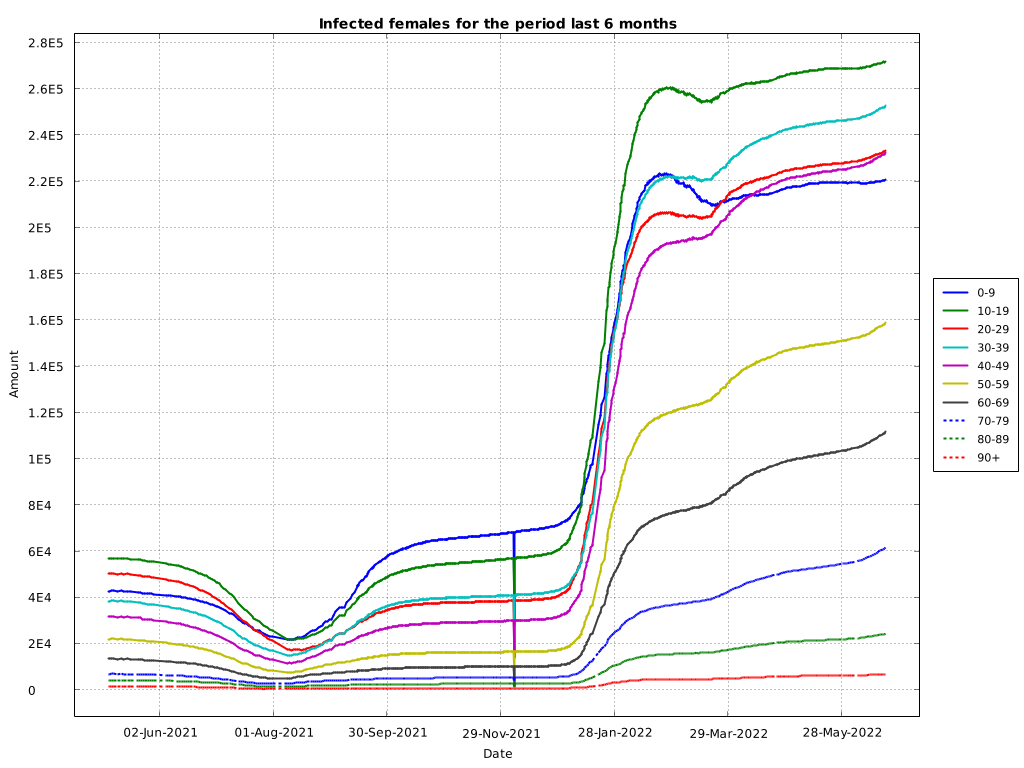 Infected females for the period last 6 months
2.8E5
2.6E5
2.4E5
2.2E5
2E5
1.8E5
1.6E5
1.4E5
1.2E5
1E5
8E4
6E4
4E4
2E4
0
Amount
02-Jun-2021 01-Aug-2021 30-Sep-2021 29-Nov-2021 28-Jan-2022 29-Mar-2022 28-May-2022
Date
0-9
10-19
20-29
30-39
40-49
50-59
60-69
70-79
80-89
90+